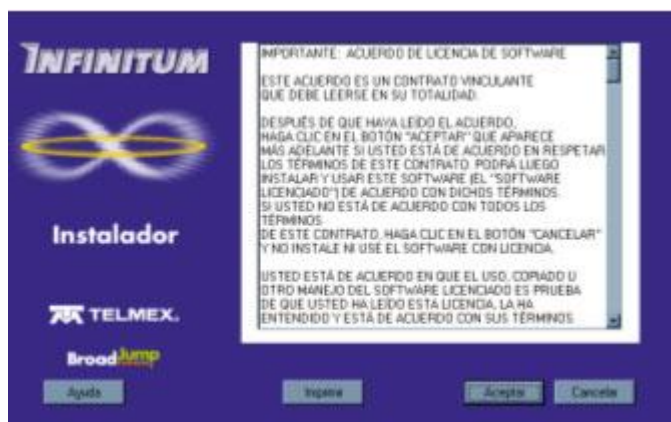 INFINITUM
Instalador
TELMEX.
BroadJump
IMPORTANTE: ACUERDO DE LICENCIA DE SOFTWARE
ESTE ACUERDO ES UN CONTRATO VINCULANTE
QUE DEBE LEERSE EN SU TOTALIDAD.
DESPUÉS DE QUE HAYA LEÍDO EL ACUERDO,
HAGA CLIC EN EL BOTÓN "ACEPTAR" QUE APARECE
MÁS ADELANTE SI USTED ESTÁ DE ACUERDO EN RESPETAR
LOS TÉRMINOS DE ESTE CONTRATO. PODRÁ LUEGO
INSTALAR Y USAR ESTE SOFTWARE (EL "SOFTWARE
LICENCIADO") DE ACUERDO CON DICHOS TÉRMINOS.
SI USTED NO ESTÁ DE ACUERDO CON TODOS LOS
TÉRMINOS
DE ESTE CONTRATO, HAGA CLIC EN EL BOTÓN "CANCELAR"
Y NO INSTALE NI USE EL SOFTWARE CON LICENCIA.
USTED ESTÁ DE ACUERDO EN QUE EL USO, COPIADO U
OTRO MANEJO DEL SOFTWARE LICENCIADO ES PRUEBA
DE QUE USTED HA LEÍDO ESTA LICENCIA, LA HA
ENTENDIDO Y ESTÁ DE ACUERDO CON SUS TÉRMINOS
Ayuda
Imprimir
Aceptar
Cancelar